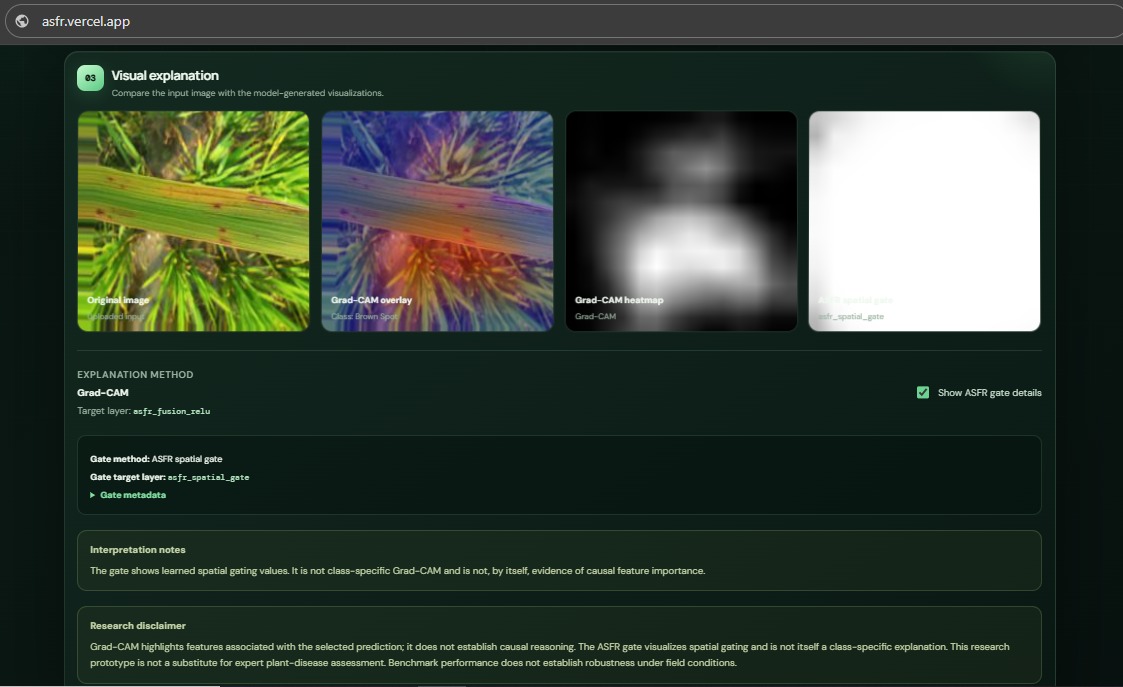 asfr.vercel.app
03
Visual explanation
Compare the input image with the model-generated visualizations.
Original image
Uploaded input
Grad-CAM overlay
Class: Brown Spot
Grad-CAM heatmap
Grad-CAM
ASFR spatial gate
asfr_spatial_gate
EXPLANATION METHOD
Grad-CAM
Target layer: asfr_fusion_relu
Show ASFR gate details
Gate method: ASFR spatial gate
Gate target layer: asfr_spatial_gate
Gate metadata
Interpretation notes
The gate shows learned spatial gating values. It is not class-specific Grad-CAM and is not, by itself, evidence of causal feature importance.
Research disclaimer
Grad-CAM highlights features associated with the selected prediction; it does not establish causal reasoning. The ASFR gate visualizes spatial gating and is not itself a class-specific explanation. This research
prototype is not a substitute for expert plant-disease assessment. Benchmark performance does not establish robustness under field conditions.